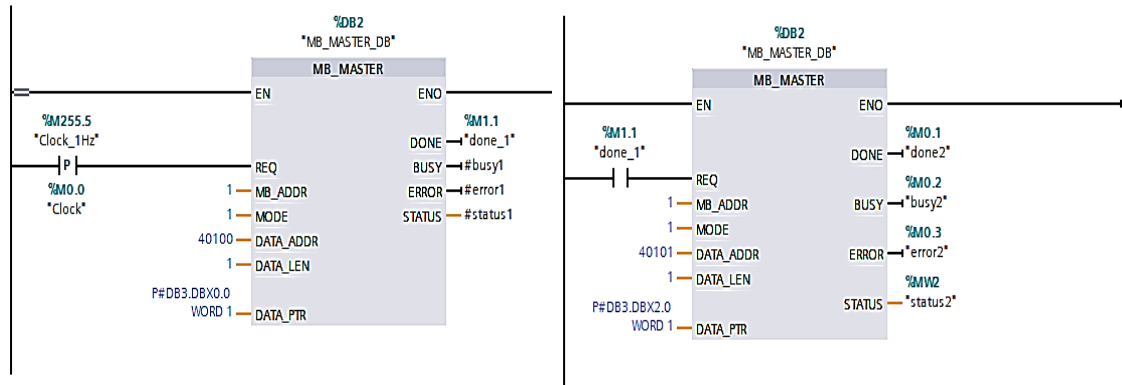 %DB2
"MB_MASTER_DB"
MB_MASTER
EN
ENO
%M255.5
"Clock_1Hz"
P
%M0.0
"Clock"
REQ
1
MB_ADDR
1
MODE
40100
DATA_ADDR
1
DATA_LEN
P#DB3.DBX0.0
WORD 1
DATA_PTR
%M1.1
DONE
"done_1"
BUSY
#busy1
ERROR
#error1
STATUS
#status1
%DB2
"MB_MASTER_DB"
MB_MASTER
EN
ENO
%M1.1
"done_1"
REQ
1
MB_ADDR
1
MODE
40101
DATA_ADDR
1
DATA_LEN
P#DB3.DBX2.0
WORD 1
DATA_PTR
%M0.1
DONE
"done2"
%M0.2
BUSY
"busy2"
%M0.3
ERROR
"error2"
%MW2
STATUS
"status2"